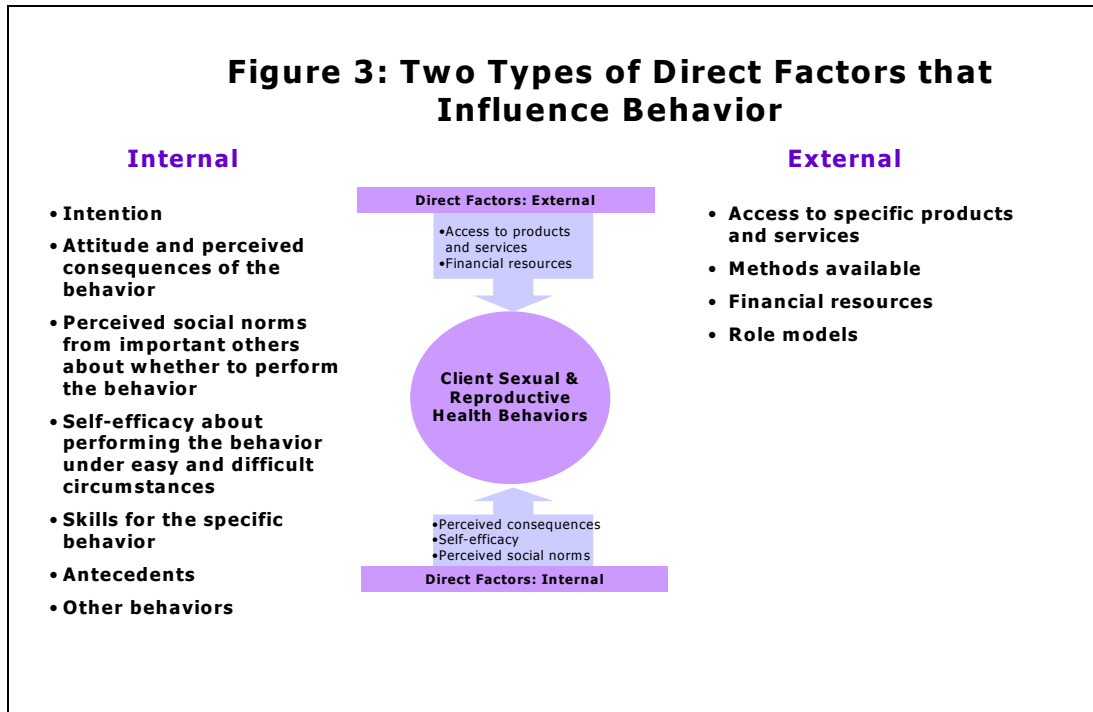 Figure 3: Two Types of Direct Factors that
Influence Behavior
Internal
• Intention
• Attitude and perceived
consequences of the
behavior
• Perceived social norms
from important others
about whether to perform
the behavior
• Self-efficacy about
performing the behavior
under easy and difficult
circumstances
• Skills for the specific
behavior
• Antecedents
• Other behaviors
Direct Factors: External
•Access to products
and services
•Financial resources
Client Sexual &
Reproductive
Health Behaviors
•Perceived consequences
•Self-efficacy
•Perceived social norms
Direct Factors: Internal
External
• Access to specific products
and services
• Methods available
• Financial resources
• Role models